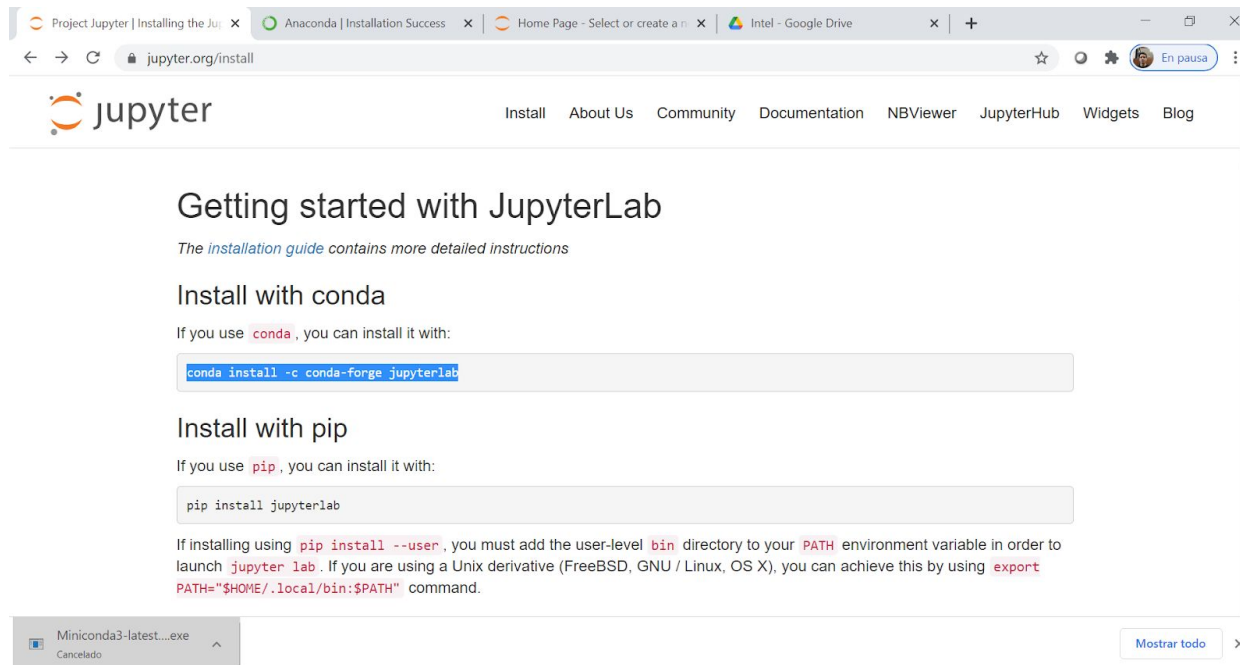 Project Jupyter | Installing the Jup
Anaconda | Installation Success
Home Page - Select or create a n
Intel - Google Drive
jupyter.org/install
En pausa
jupyter
Install About Us Community Documentation NBViewer JupyterHub Widgets Blog
Getting started with JupyterLab
The installation guide contains more detailed instructions
Install with conda
If you use conda , you can install it with:
conda install -c conda-forge jupyterlab
Install with pip
If you use pip , you can install it with:
pip install jupyterlab
If installing using pip install --user , you must add the user-level bin directory to your PATH environment variable in order to
launch jupyter lab . If you are using a Unix derivative (FreeBSD, GNU / Linux, OS X), you can achieve this by using export
PATH="$HOME/.local/bin:$PATH" command.
Miniconda3-latest....exe
Cancelado
Mostrar todo